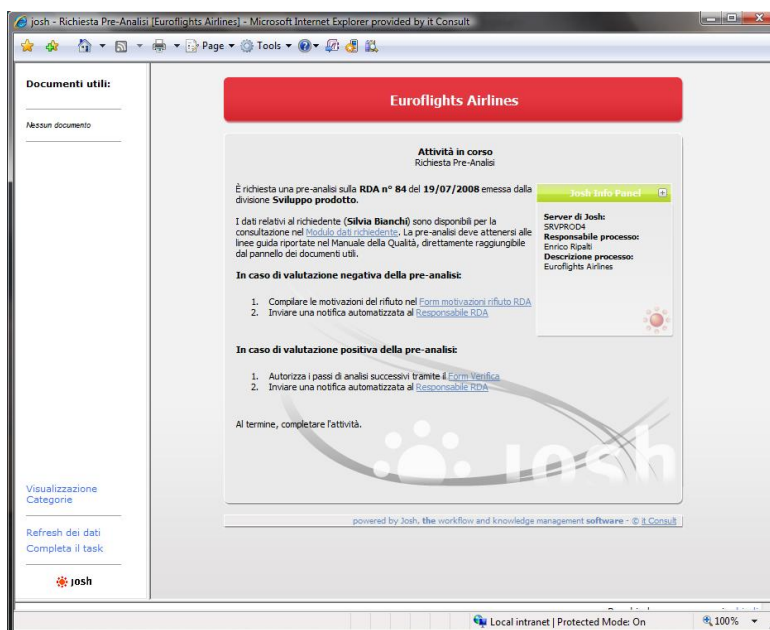 josh - Richiesta Pre-Analisi [Euroflights Airlines] - Microsoft Internet Explorer provided by it Consult
Page
Tools
Documenti utili:
Nessun documento
Visualizzazione
Categorie
Refresh dei dati
Completa il task
josh
Euroflights Airlines
Attività in corso
Richiesta Pre-Analisi
È richiesta una pre-analisi sulla RDA n° 84 del 19/07/2008 emessa dalla
divisione Sviluppo prodotto.
I dati relativi al richiedente (Silvia Bianchi) sono disponibili per la
consultazione nel Modulo dati richiedente. La pre-analisi deve attenersi alle
linee guida riportate nel Manuale della Qualità, direttamente raggiungibile
dal pannello dei documenti utili.
In caso di valutazione negativa della pre-analisi:
1. Compilare le motivazioni del rifiuto nel Form motivazioni rifiuto RDA
2. Inviare una notifica automatizzata al Responsabile RDA
In caso di valutazione positiva della pre-analisi:
1. Autorizza i passi di analisi successivi tramite il Form Verifica
2. Inviare una notifica automatizzata al Responsabile RDA
Al termine, completare l'attività.
Josh Info Panel
Server di Josh:
SRVPROD4
Responsabile processo:
Enrico Ripalti
Descrizione processo:
Euroflights Airlines
josh
powered by Josh, the workflow and knowledge management software - © it Consult
Local intranet | Protected Mode: On
100%